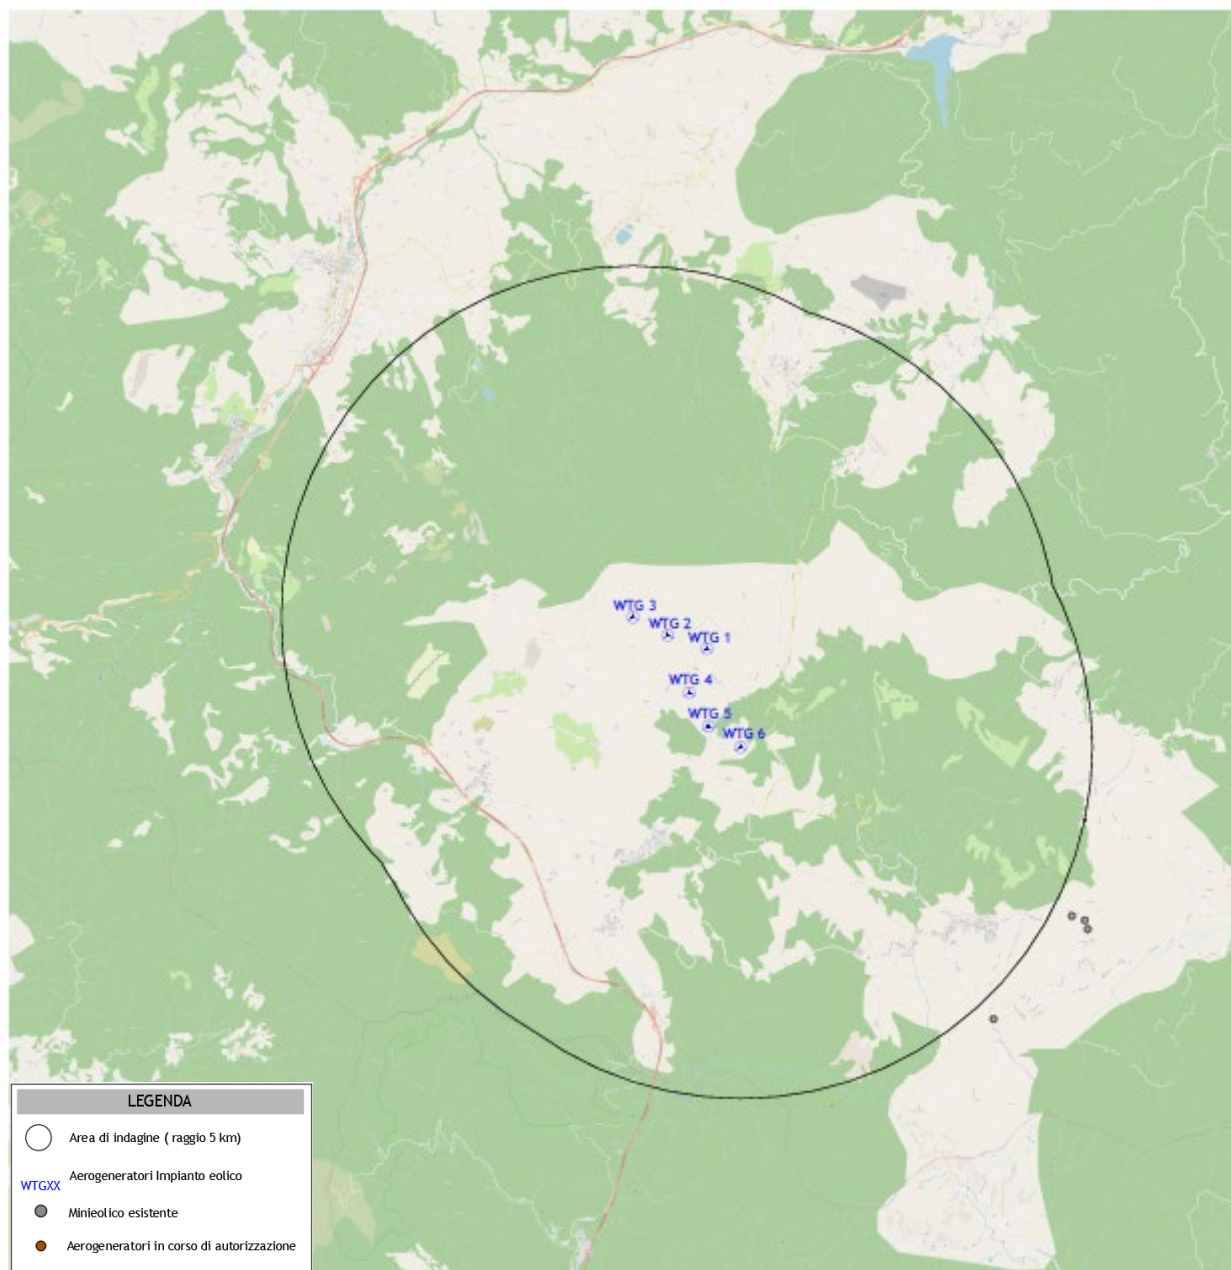 WTG 3
WTG 2
WTG 1
WTG 4
WTG 5
WTG 6
LEGENDA
Area di indagine ( raggio 5 km)
Aerogeneratori Impianto eolico
WTGXX
Minieolico esistente
Aerogeneratori in corso di autorizzazione